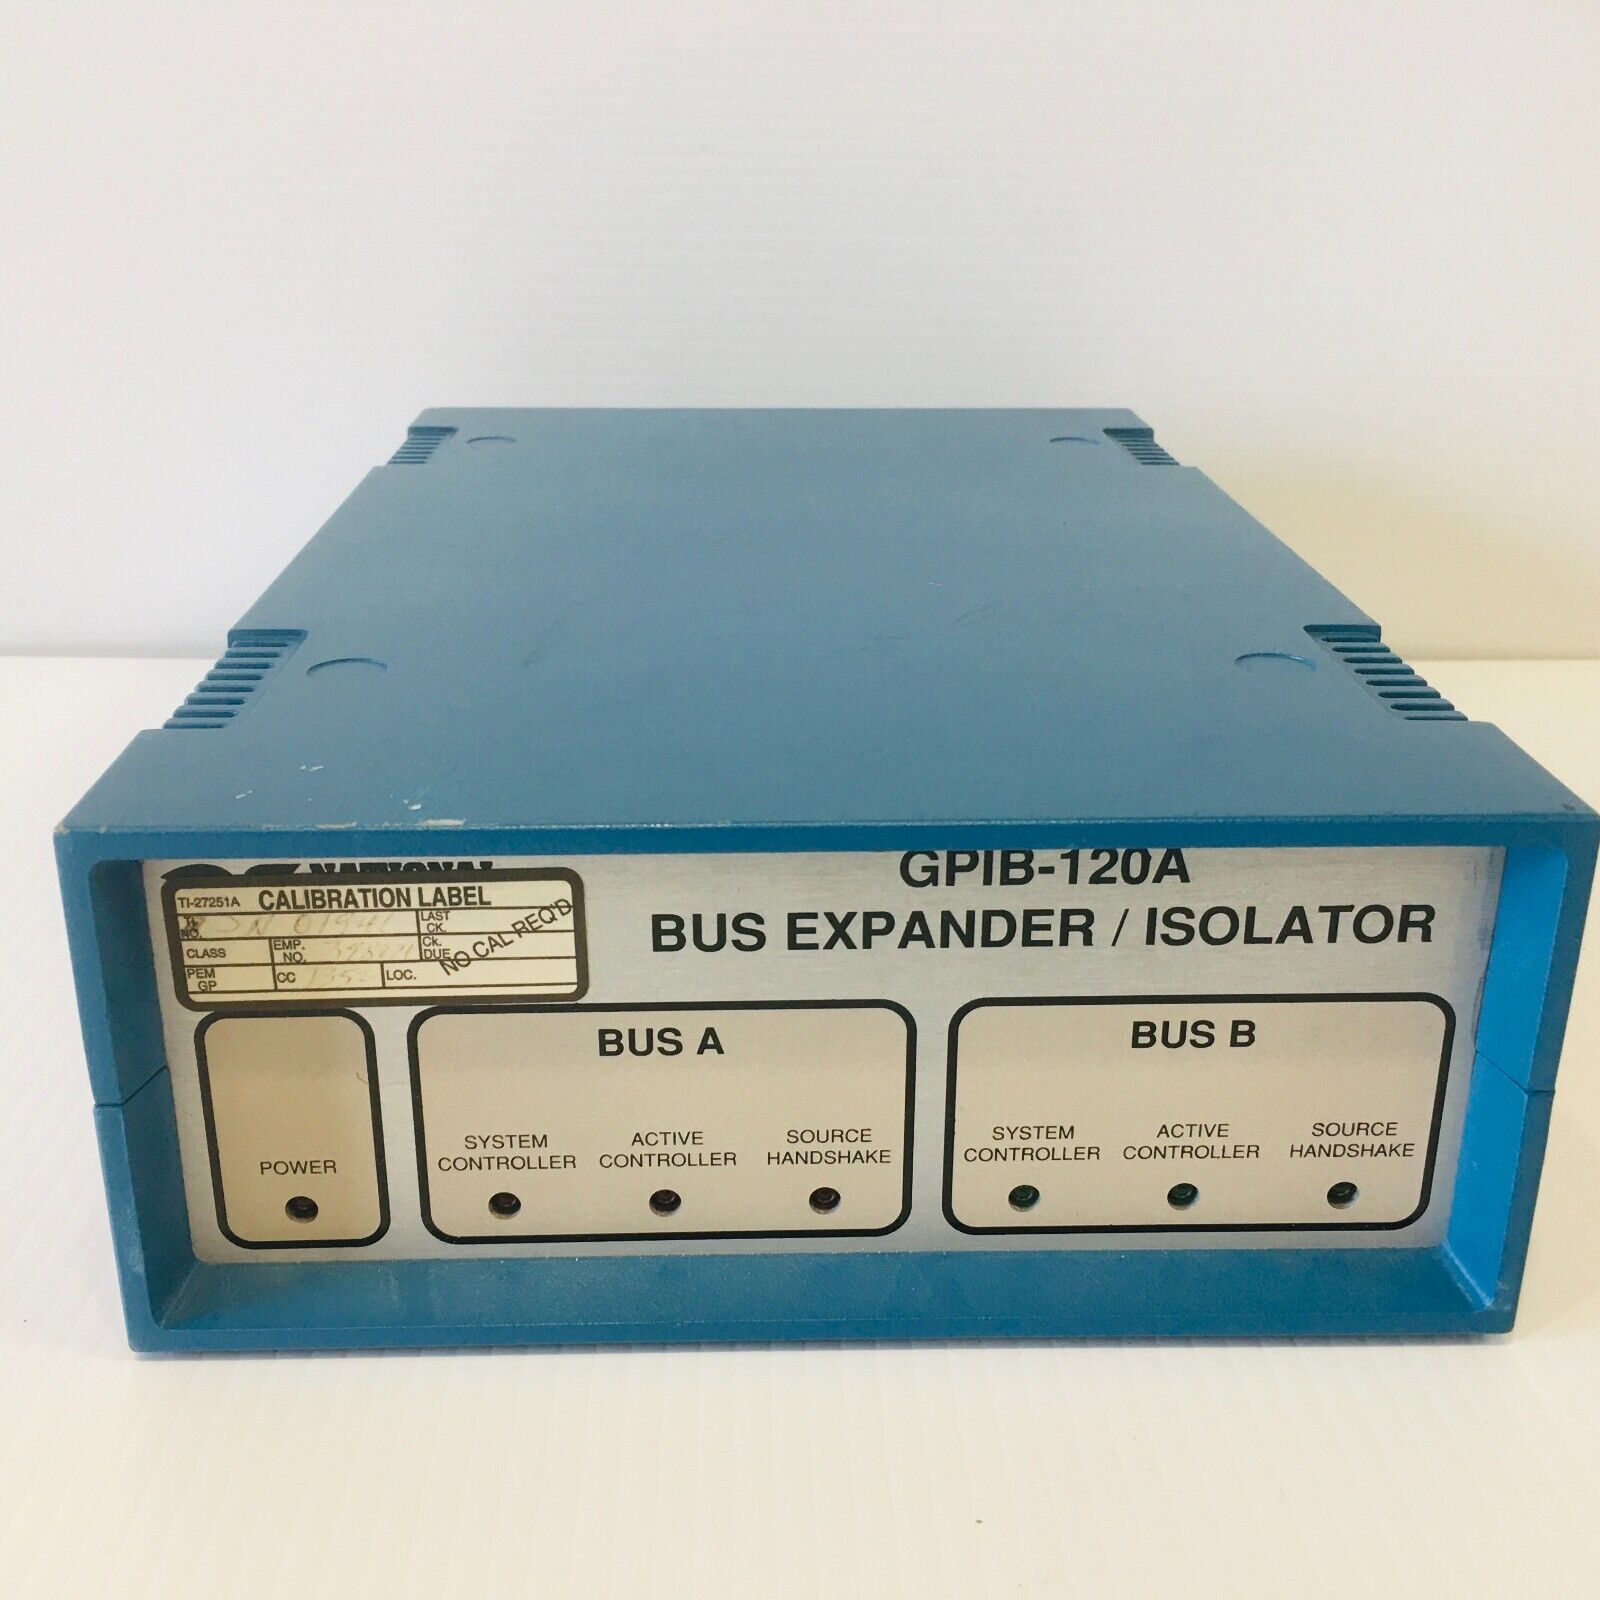 NATIONAL
GPIB-120A
BUS EXPANDER / ISOLATOR
TI-27251A CALIBRATION LABEL
TI NO. LAST CK.
CLASS EMP. NO. CK. DUE
PEM GP CC LOC.
NO CAL REQ'D
POWER
BUS A
SYSTEM CONTROLLER
ACTIVE CONTROLLER
SOURCE HANDSHAKE
BUS B
SYSTEM CONTROLLER
ACTIVE CONTROLLER
SOURCE HANDSHAKE